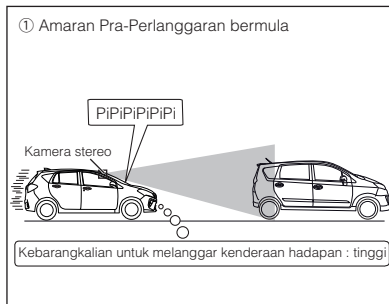 ① Amaran Pra-Perlanggaran bermula
PiPiPiPiPiPi
Kamera stereo
Kebarangkalian untuk melanggar kenderaan hadapan : tinggi